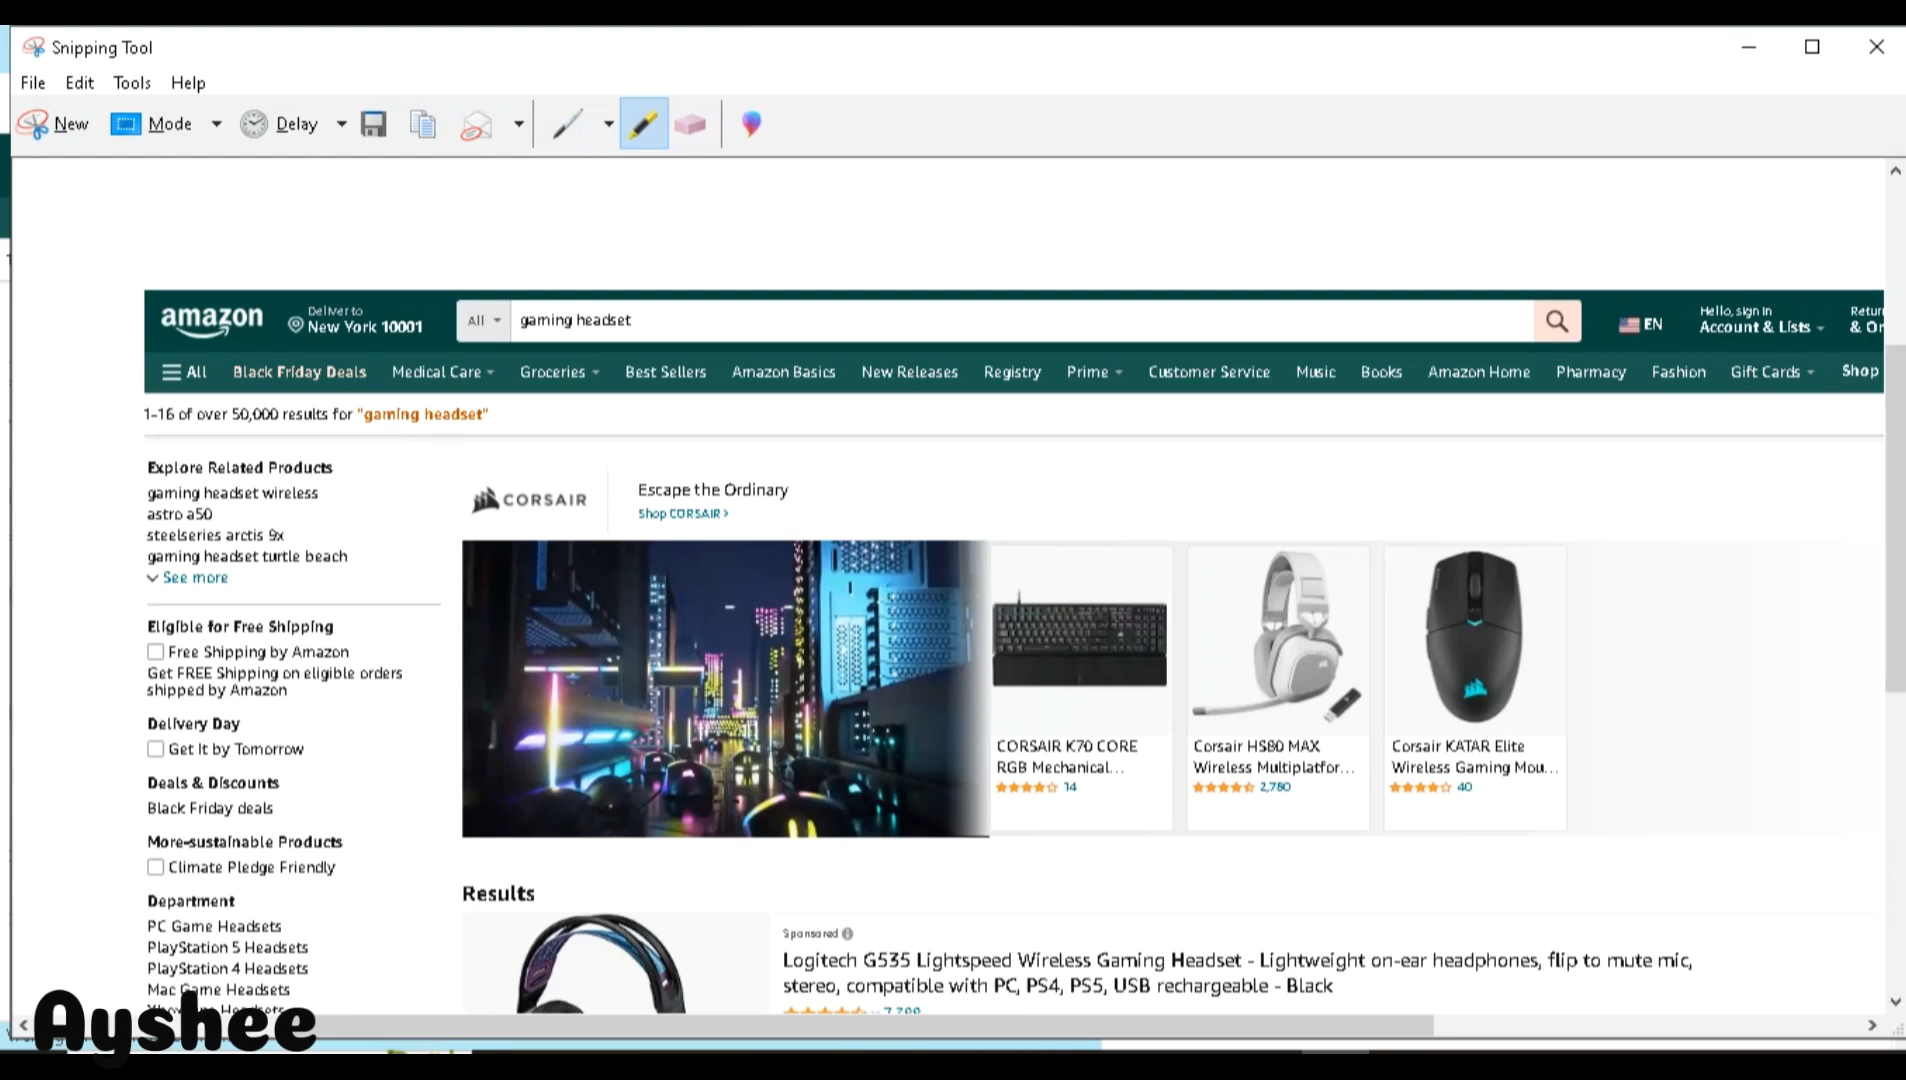 Snipping Tool
File Edit Tools Help
New Mode Delay
amazon
Deliver to
New York 10001
All gaming headset
EN
Hello, sign in
Account & Lists
All Black Friday Deals Medical Care Groceries Best Sellers Amazon Basics New Releases Registry Prime Customer Service Music Books Amazon Home Pharmacy Fashion Gift Cards Shop
1-16 of over 50,000 results for "gaming headset"
Explore Related Products
gaming headset wireless
astro a50
steelseries arctis 9x
gaming headset turtle beach
See more
Eligible for Free Shipping
Free Shipping by Amazon
Get FREE Shipping on eligible orders
shipped by Amazon
Delivery Day
Get It by Tomorrow
Deals & Discounts
Black Friday deals
More-sustainable Products
Climate Pledge Friendly
Department
PC Game Headsets
PlayStation 5 Headsets
PlayStation 4 Headsets
Mac Game Headsets
CORSAIR
Escape the Ordinary
Shop CORSAIR >
CORSAIR K70 CORE
RGB Mechanical...
14
Corsair HS80 MAX
Wireless Multiplatfor...
2,780
Corsair KATAR Elite
Wireless Gaming Mou...
40
Results
Sponsored
Logitech G535 Lightspeed Wireless Gaming Headset - Lightweight on-ear headphones, flip to mute mic,
stereo, compatible with PC, PS4, PS5, USB rechargeable - Black
Ayshee